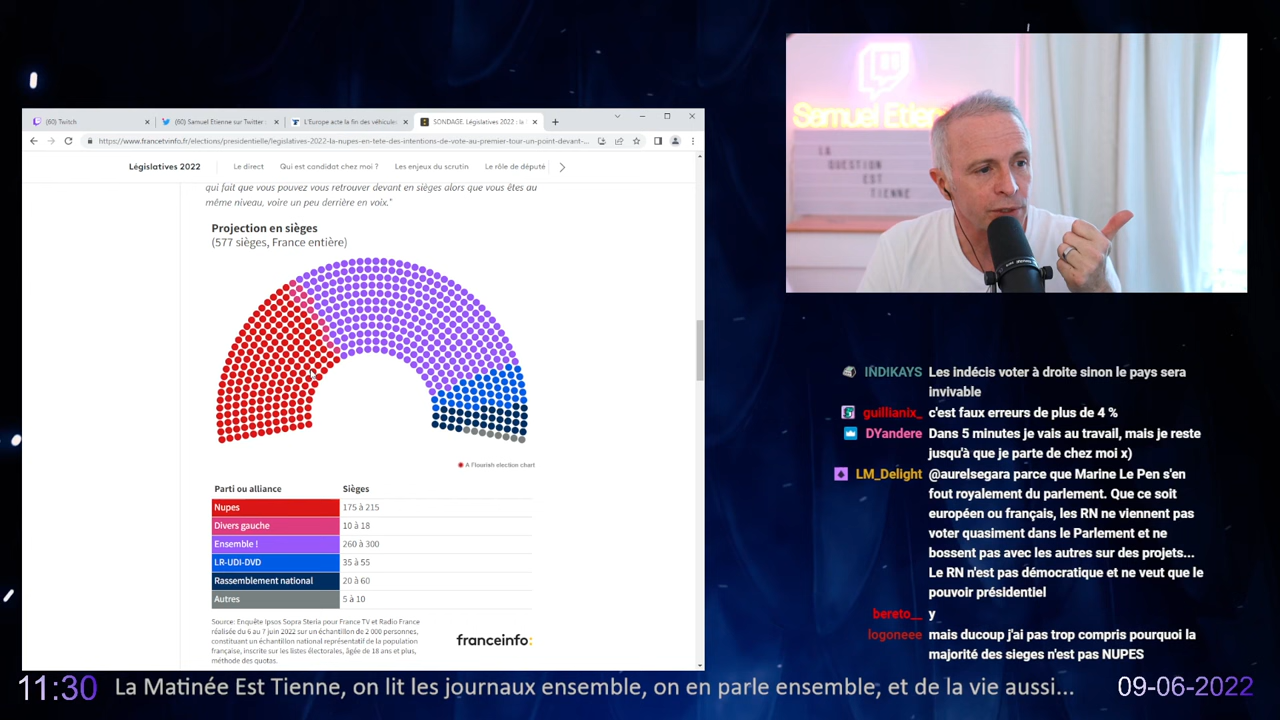 (60) Twitch
(60) Samuel Etienne sur Twitter :
L'Europe acte la fin des véhicule
SONDAGE. Législatives 2022 : la
https://www.francetvinfo.fr/elections/presidentielle/legislatives-2022-la-nupes-en-tete-des-intentions-de-vote-au-premier-tour-un-point-devant-...
Législatives 2022
Le direct
Qui est candidat chez moi ?
Les enjeux du scrutin
Le rôle de député
qui fait que vous pouvez vous retrouver devant en sièges alors que vous êtes au
même niveau, voire un peu derrière en voix."
Projection en sièges
(577 sièges, France entière)
A Flourish election chart
Parti ou alliance Sièges
Nupes 175 à 215
Divers gauche 10 à 18
Ensemble ! 260 à 300
LR-UDI-DVD 35 à 55
Rassemblement national 20 à 60
Autres 5 à 10
Source: Enquête Ipsos Sopra Steria pour France TV et Radio France
réalisée du 6 au 7 juin 2022 sur un échantillon de 2 000 personnes,
constituant un échantillon national représentatif de la population
française, inscrite sur les listes électorales, âgée de 18 ans et plus,
méthode des quotas.
franceinfo:
Samuel Etien
LA
QUESTION
EST
TIENNE
INDIKAYS Les indécis voter à droite sinon le pays sera
invivable
guillianix_ c'est faux erreurs de plus de 4 %
DYandere Dans 5 minutes je vais au travail, mais je reste
jusqu'à que je parte de chez moi x)
LM_Delight @aurelsegara parce que Marine Le Pen s'en
fout royalement du parlement. Que ce soit
européen ou français, les RN ne viennent pas
voter quasiment dans le Parlement et ne
bossent pas avec les autres sur des projets...
Le RN n'est pas démocratique et ne veut que le
pouvoir présidentiel
bereto__ y
logoneee mais ducoup j'ai pas trop compris pourquoi la
majorité des sieges n'est pas NUPES
11:30 La Matinée Est Tienne, on lit les journaux ensemble, on en parle ensemble, et de la vie aussi... 09-06-2022